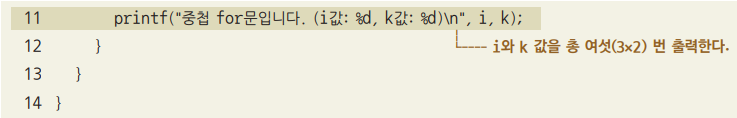 11 printf("중첩 for문입니다. (i값: %d, k값: %d)\n", i, k);
12 }
i와 k 값을 총 여섯(3×2) 번 출력한다.
13 }
14 }